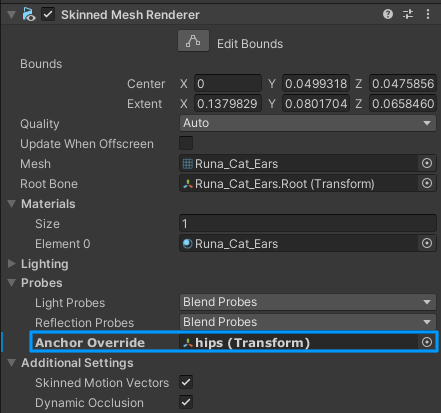 Skinned Mesh Renderer
Edit Bounds
Bounds
Center X 0 Y 0.0499318 Z 0.0475856
Extent X 0.1379829 Y 0.0801704 Z 0.0658460
Quality Auto
Update When Offscreen
Mesh Runa_Cat_Ears
Root Bone Runa_Cat_Ears.Root (Transform)
Materials
Size 1
Element 0 Runa_Cat_Ears
Lighting
Probes
Light Probes Blend Probes
Reflection Probes Blend Probes
Anchor Override hips (Transform)
Additional Settings
Skinned Motion Vectors
Dynamic Occlusion